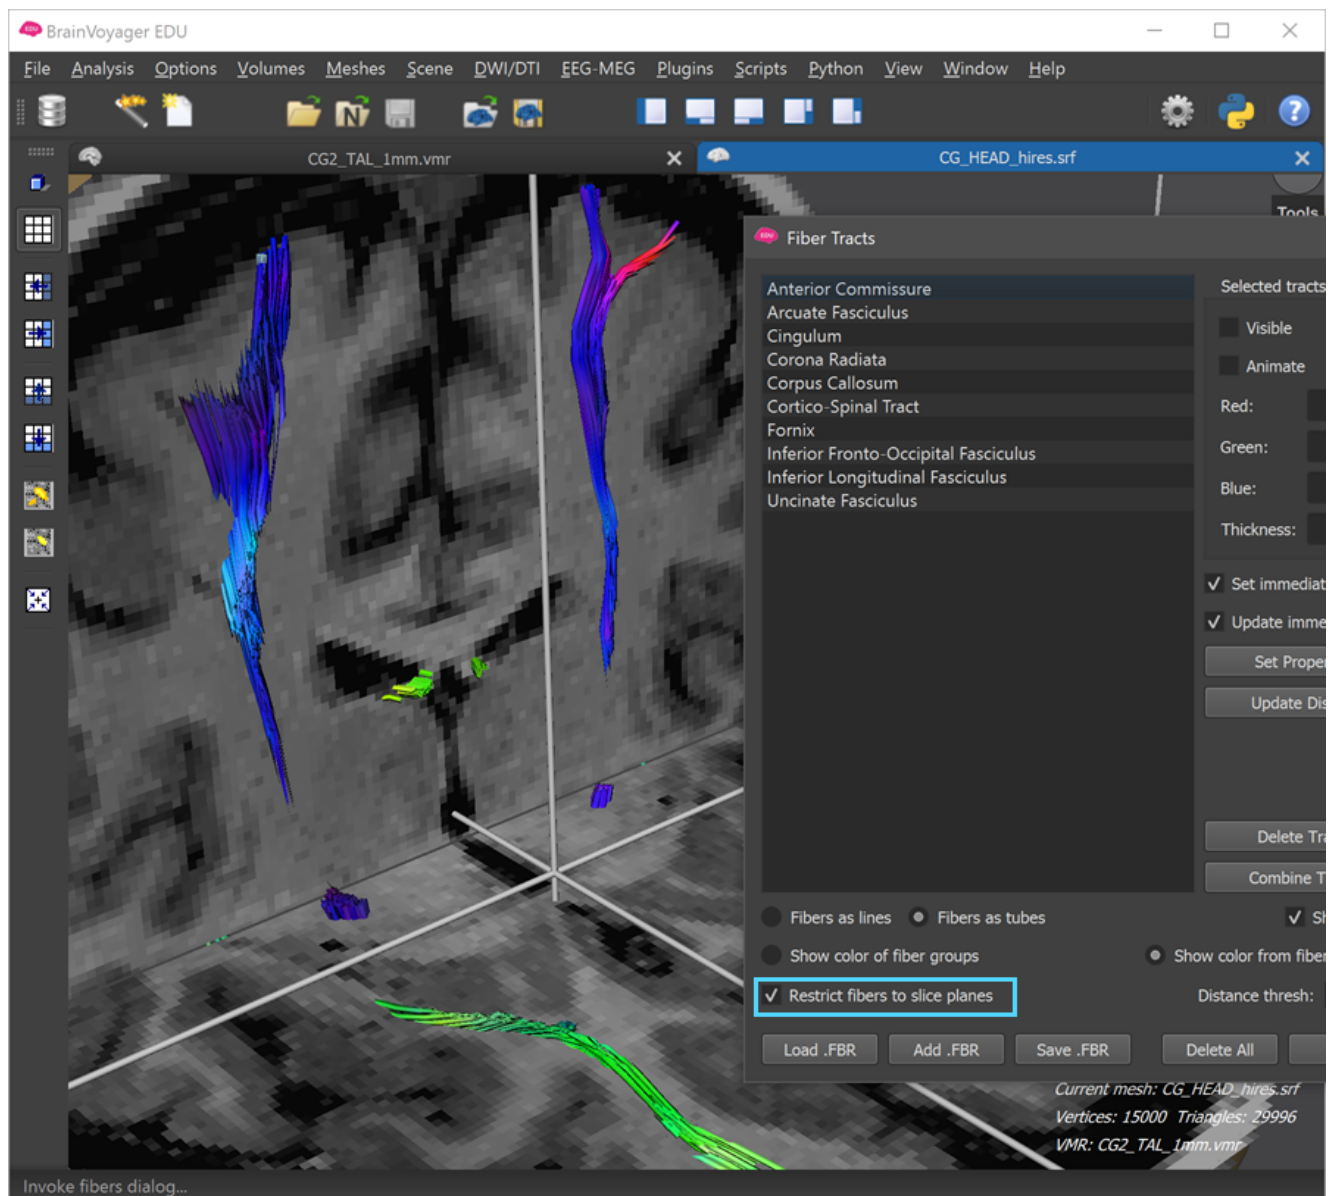 BrainVoyager EDU
File Analysis Options Volumes Meshes Scene DWI/DTI EEG-MEG Plugins Scripts Python View Window Help
CG2_TAL_1mm.vmr
CG_HEAD_hires.srf
Tools
EDU Fiber Tracts
Selected tracts
Anterior Commissure
Arcuate Fasciculus
Cingulum
Corona Radiata
Corpus Callosum
Cortico-Spinal Tract
Fornix
Inferior Fronto-Occipital Fasciculus
Inferior Longitudinal Fasciculus
Uncinate Fasciculus
Visible
Animate
Red:
Green:
Blue:
Thickness:
Set immediat
Update imme
Set Proper
Update Dis
Delete Tra
Combine T
Fibers as lines Fibers as tubes
Sh
Show color of fiber groups
Show color from fiber
Restrict fibers to slice planes
Distance thresh:
Load .FBR Add .FBR Save .FBR Delete All
Current mesh: CG_HEAD_hires.srf
Vertices: 15000 Triangles: 29996
VMR: CG2_TAL_1mm.vmr
Invoke fibers dialog...